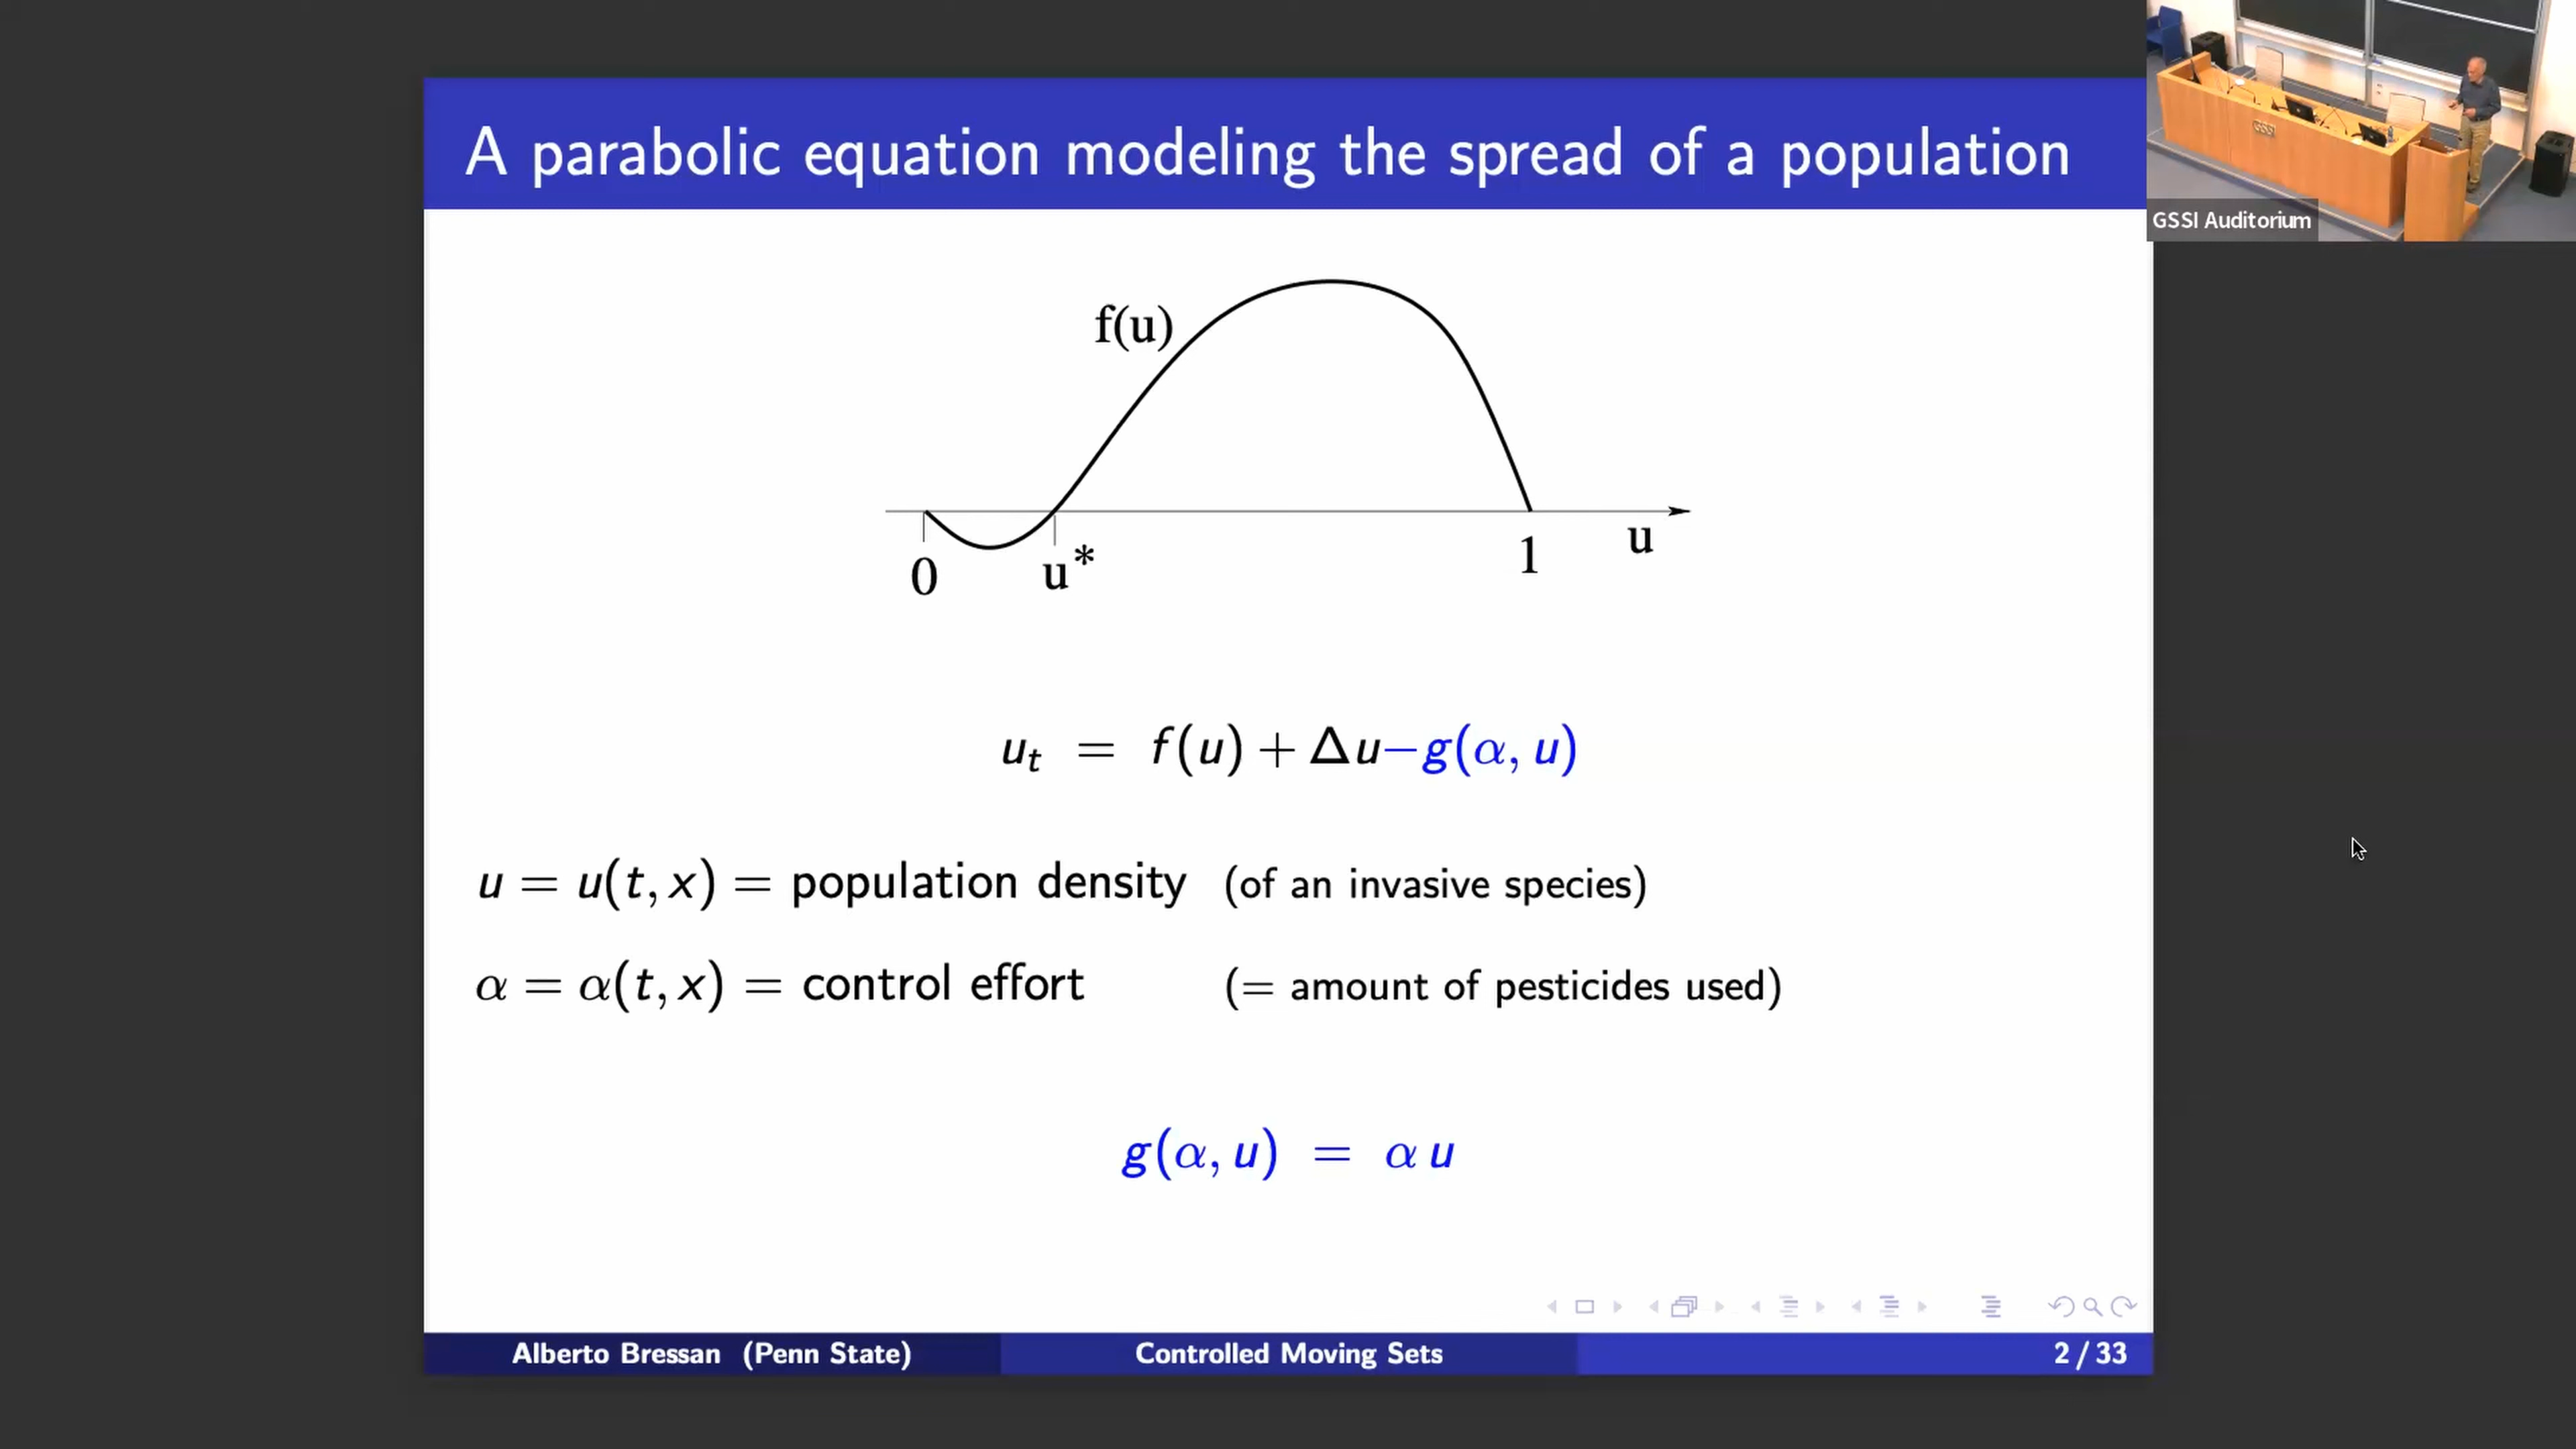 A parabolic equation modeling the spread of a population
GSSI Auditorium
f(u)
0
u*
1
u
u_t = f(u) + Δu − g(α, u)
u = u(t, x) = population density (of an invasive species)
α = α(t, x) = control effort (= amount of pesticides used)
g(α, u) = α u
Alberto Bressan (Penn State)
Controlled Moving Sets
2 / 33